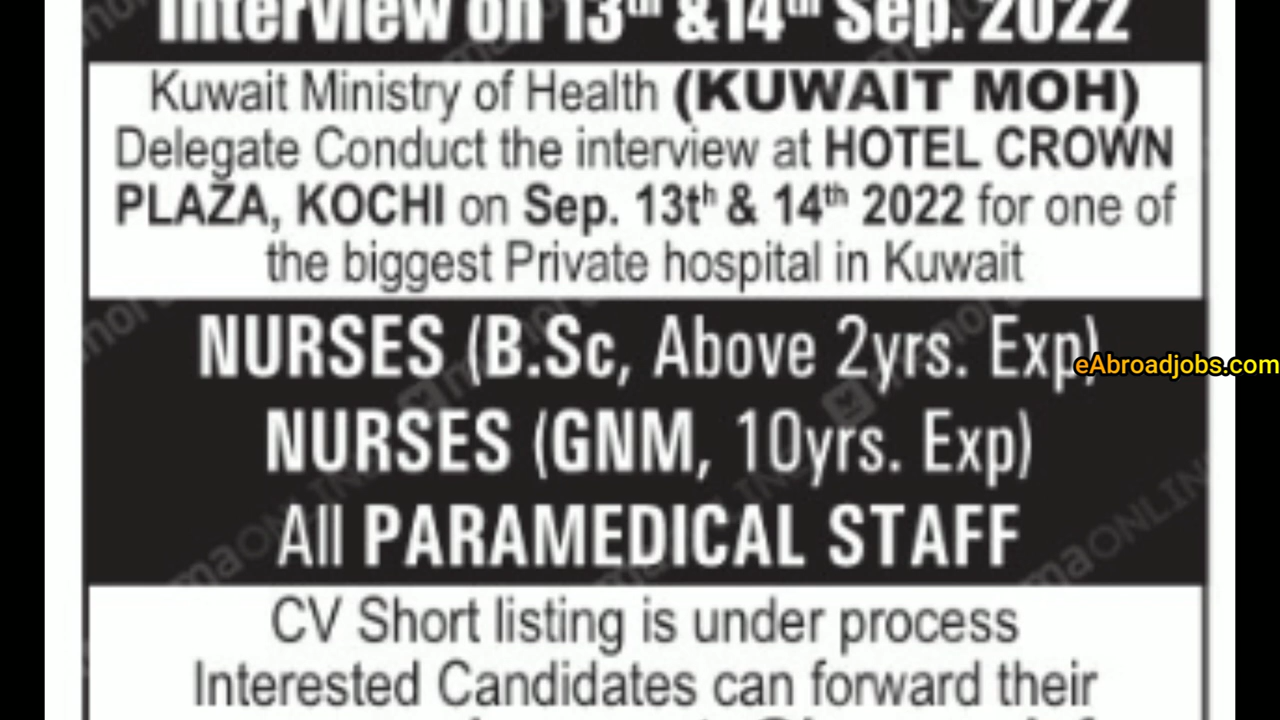 Interview on 13th & 14th Sep. 2022
Kuwait Ministry of Health (KUWAIT MOH)
Delegate Conduct the interview at HOTEL CROWN
PLAZA, KOCHI on Sep. 13th & 14th 2022 for one of
the biggest Private hospital in Kuwait
NURSES (B.Sc, Above 2yrs. Exp)
eAbroadjobs.com
NURSES (GNM, 10yrs. Exp)
All PARAMEDICAL STAFF
CV Short listing is under process
Interested Candidates can forward their